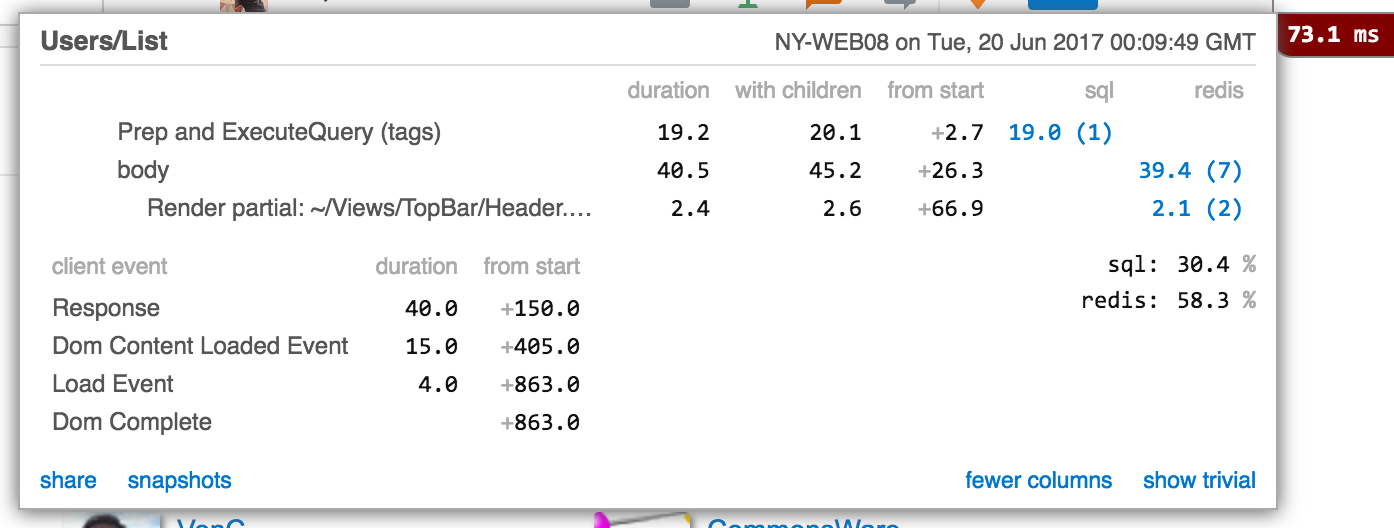 Users/List NY-WEB08 on Tue, 20 Jun 2017 00:09:49 GMT 73.1 ms
duration with children from start sql redis
Prep and ExecuteQuery (tags) 19.2 20.1 +2.7 19.0 (1)
body 40.5 45.2 +26.3 39.4 (7)
Render partial: ~/Views/TopBar/Header.... 2.4 2.6 +66.9 2.1 (2)
client event duration from start
sql: 30.4 %
Response 40.0 +150.0
redis: 58.3 %
Dom Content Loaded Event 15.0 +405.0
Load Event 4.0 +863.0
Dom Complete +863.0
share snapshots fewer columns show trivial
VonC CommonsWare